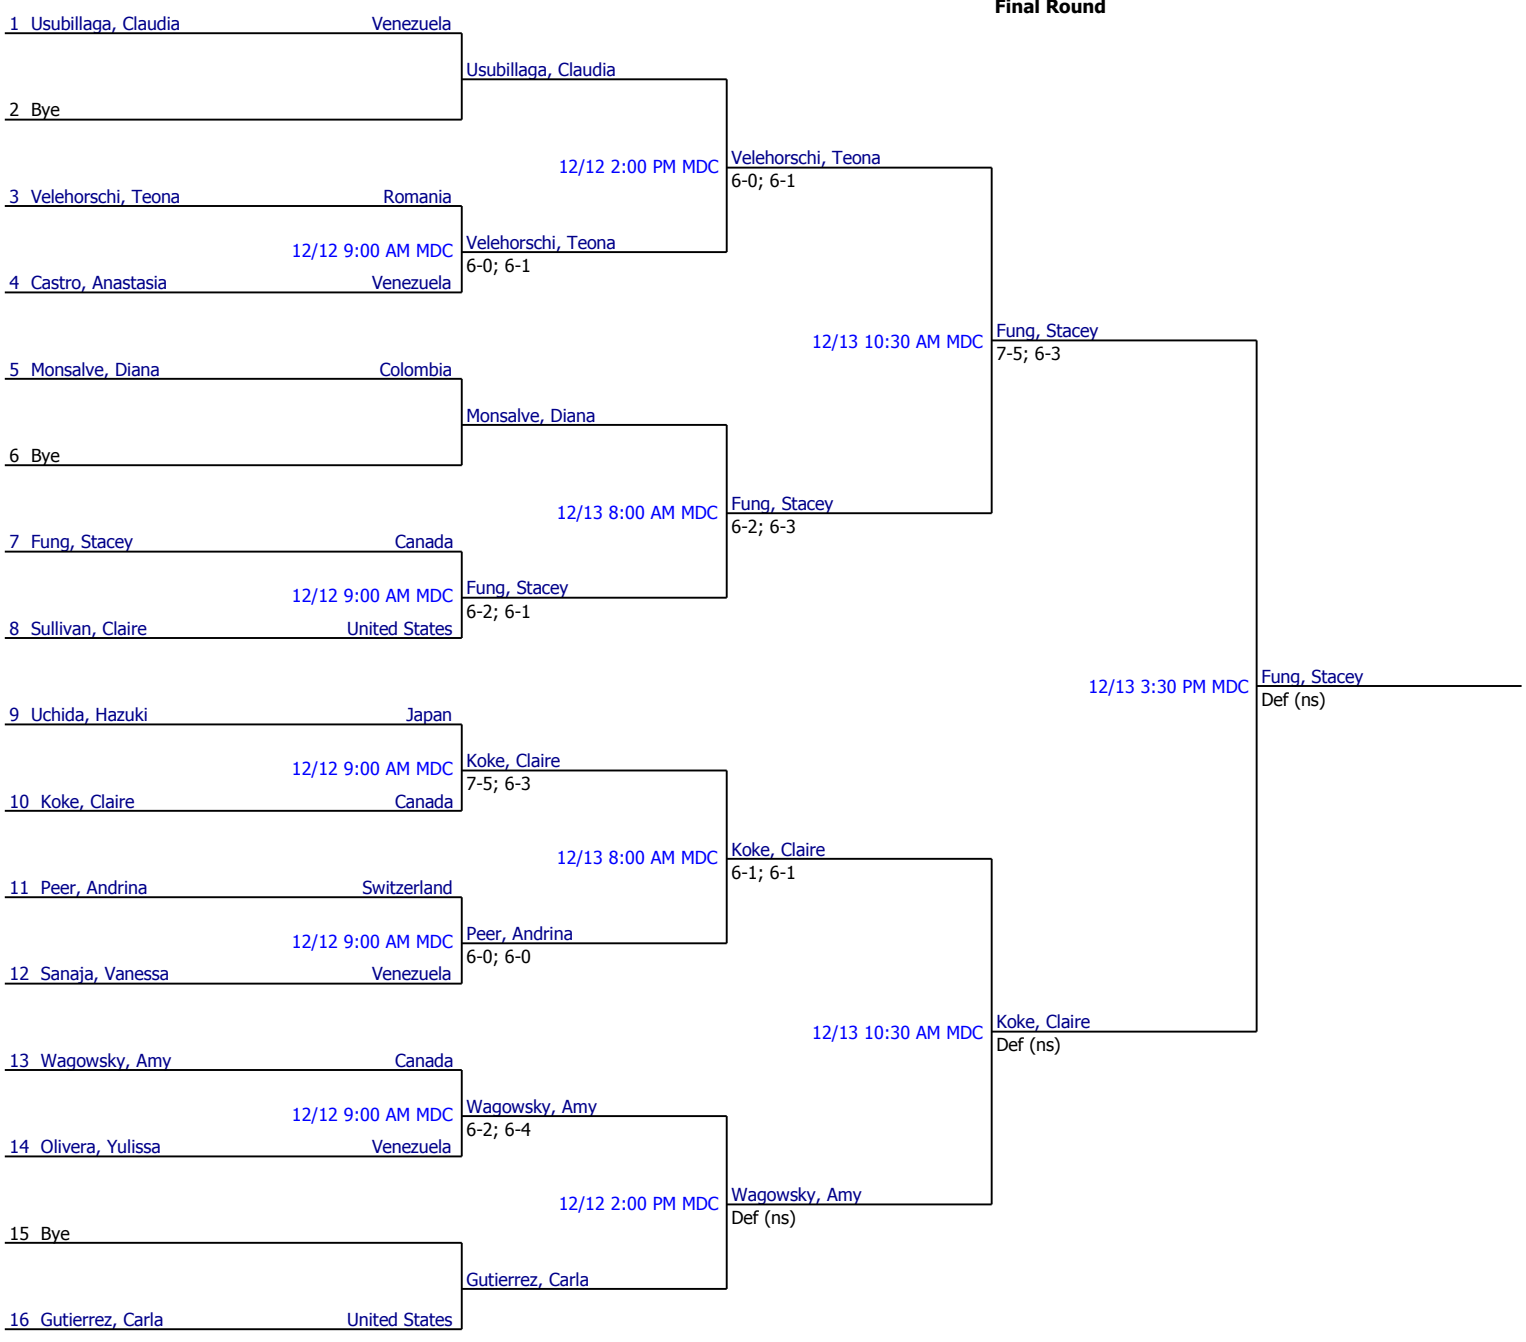 Final Round
1 Usubillaga, Claudia Venezuela
Usubillaga, Claudia
2 Bye
12/12 2:00 PM MDC Velehorschi, Teona
6-0; 6-1
3 Velehorschi, Teona Romania
12/12 9:00 AM MDC Velehorschi, Teona
6-0; 6-1
4 Castro, Anastasia Venezuela
12/13 10:30 AM MDC Fung, Stacey
7-5; 6-3
5 Monsalve, Diana Colombia
Monsalve, Diana
6 Bye
12/13 8:00 AM MDC Fung, Stacey
6-2; 6-3
7 Fung, Stacey Canada
12/12 9:00 AM MDC Fung, Stacey
6-2; 6-1
8 Sullivan, Claire United States
12/13 3:30 PM MDC Fung, Stacey
Def (ns)
9 Uchida, Hazuki Japan
12/12 9:00 AM MDC Koke, Claire
7-5; 6-3
10 Koke, Claire Canada
12/13 8:00 AM MDC Koke, Claire
6-1; 6-1
11 Peer, Andrina Switzerland
12/12 9:00 AM MDC Peer, Andrina
6-0; 6-0
12 Sanaja, Vanessa Venezuela
12/13 10:30 AM MDC Koke, Claire
Def (ns)
13 Wagowsky, Amy Canada
12/12 9:00 AM MDC Wagowsky, Amy
6-2; 6-4
14 Olivera, Yulissa Venezuela
12/12 2:00 PM MDC Wagowsky, Amy
Def (ns)
15 Bye
Gutierrez, Carla
16 Gutierrez, Carla United States